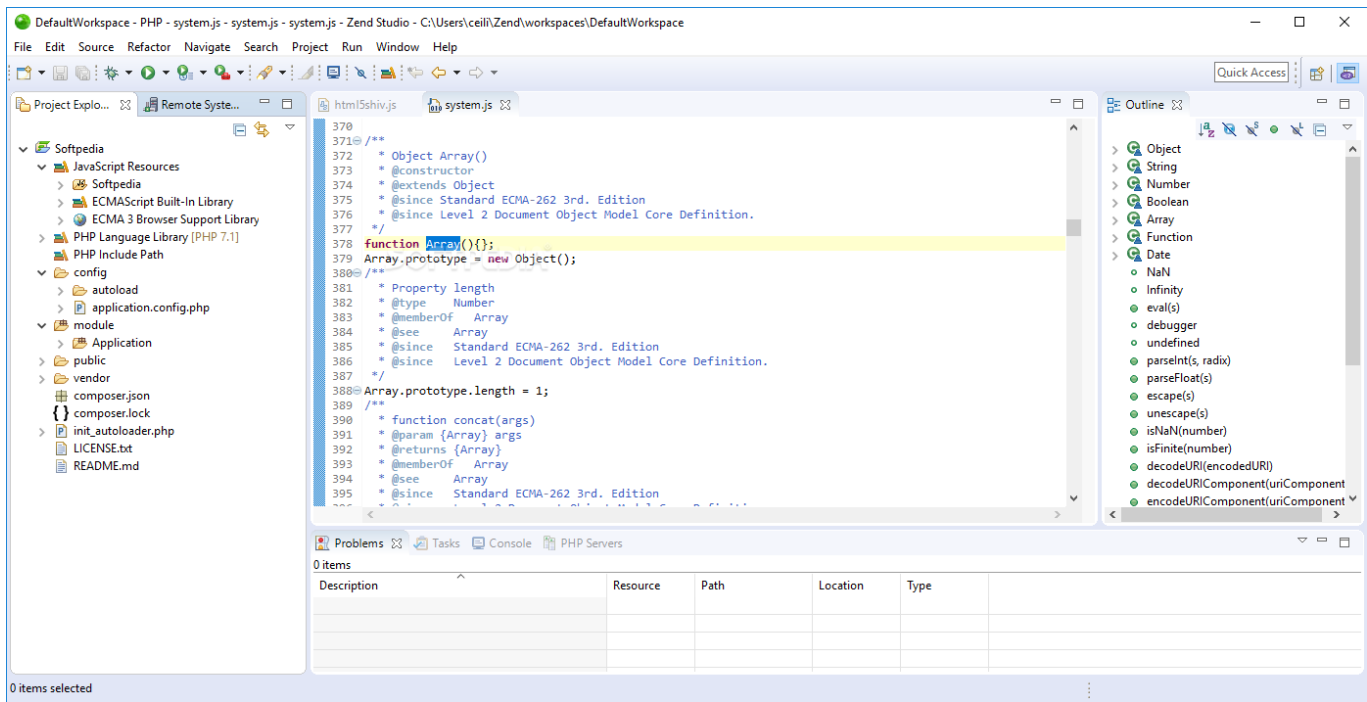 DefaultWorkspace - PHP - system.js - system.js - system.js - Zend Studio - C:\Users\ceili\Zend\workspaces\DefaultWorkspace
File Edit Source Refactor Navigate Search Project Run Window Help
Quick Access
Project Explo... Remote Syste...
Softpedia
JavaScript Resources
Softpedia
ECMAScript Built-In Library
ECMA 3 Browser Support Library
PHP Language Library [PHP 7.1]
PHP Include Path
config
autoload
application.config.php
module
Application
public
vendor
composer.json
composer.lock
init_autoloader.php
LICENSE.txt
README.md
html5shiv.js system.js
370
371 /**
372 * Object Array()
373 * @constructor
374 * @extends Object
375 * @since Standard ECMA-262 3rd. Edition
376 * @since Level 2 Document Object Model Core Definition.
377 */
378 function Array(){};
379 Array.prototype = new Object();
380 /**
381 * Property length
382 * @type Number
383 * @memberOf Array
384 * @see Array
385 * @since Standard ECMA-262 3rd. Edition
386 * @since Level 2 Document Object Model Core Definition.
387 */
388 Array.prototype.length = 1;
389 /**
390 * function concat(args)
391 * @param {Array} args
392 * @returns {Array}
393 * @memberOf Array
394 * @see Array
395 * @since Standard ECMA-262 3rd. Edition
Outline
Object
String
Number
Boolean
Array
Function
Date
NaN
Infinity
eval(s)
debugger
undefined
parseInt(s, radix)
parseFloat(s)
escape(s)
unescape(s)
isNaN(number)
isFinite(number)
decodeURI(encodedURI)
decodeURIComponent(uriComponent
encodeURIComponent(uriComponent
Problems Tasks Console PHP Servers
0 items
Description Resource Path Location Type
0 items selected